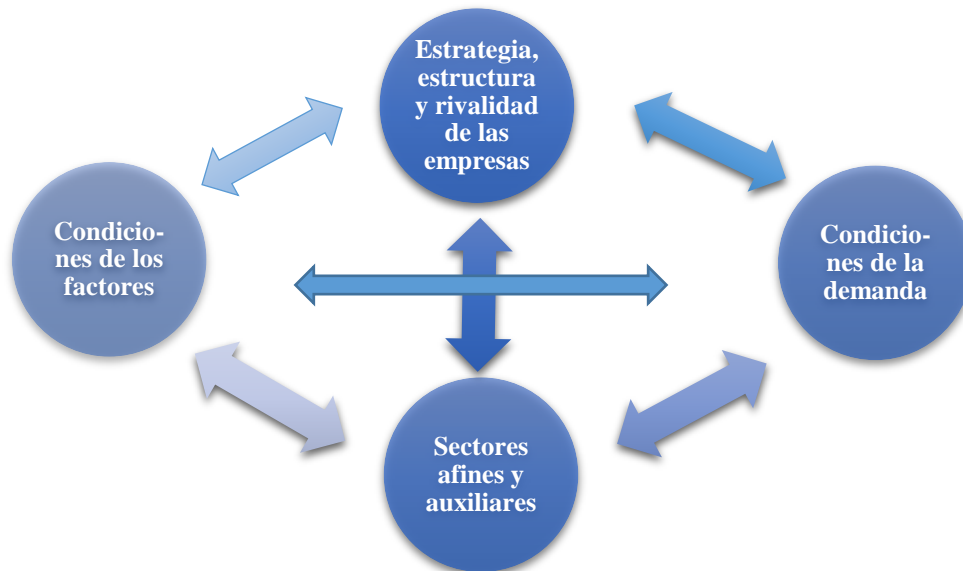 Estrategia,
estructura
y rivalidad
de las
empresas
Condicio-
nes de los
factores
Condicio-
nes de la
demanda
Sectores
afines y
auxiliares